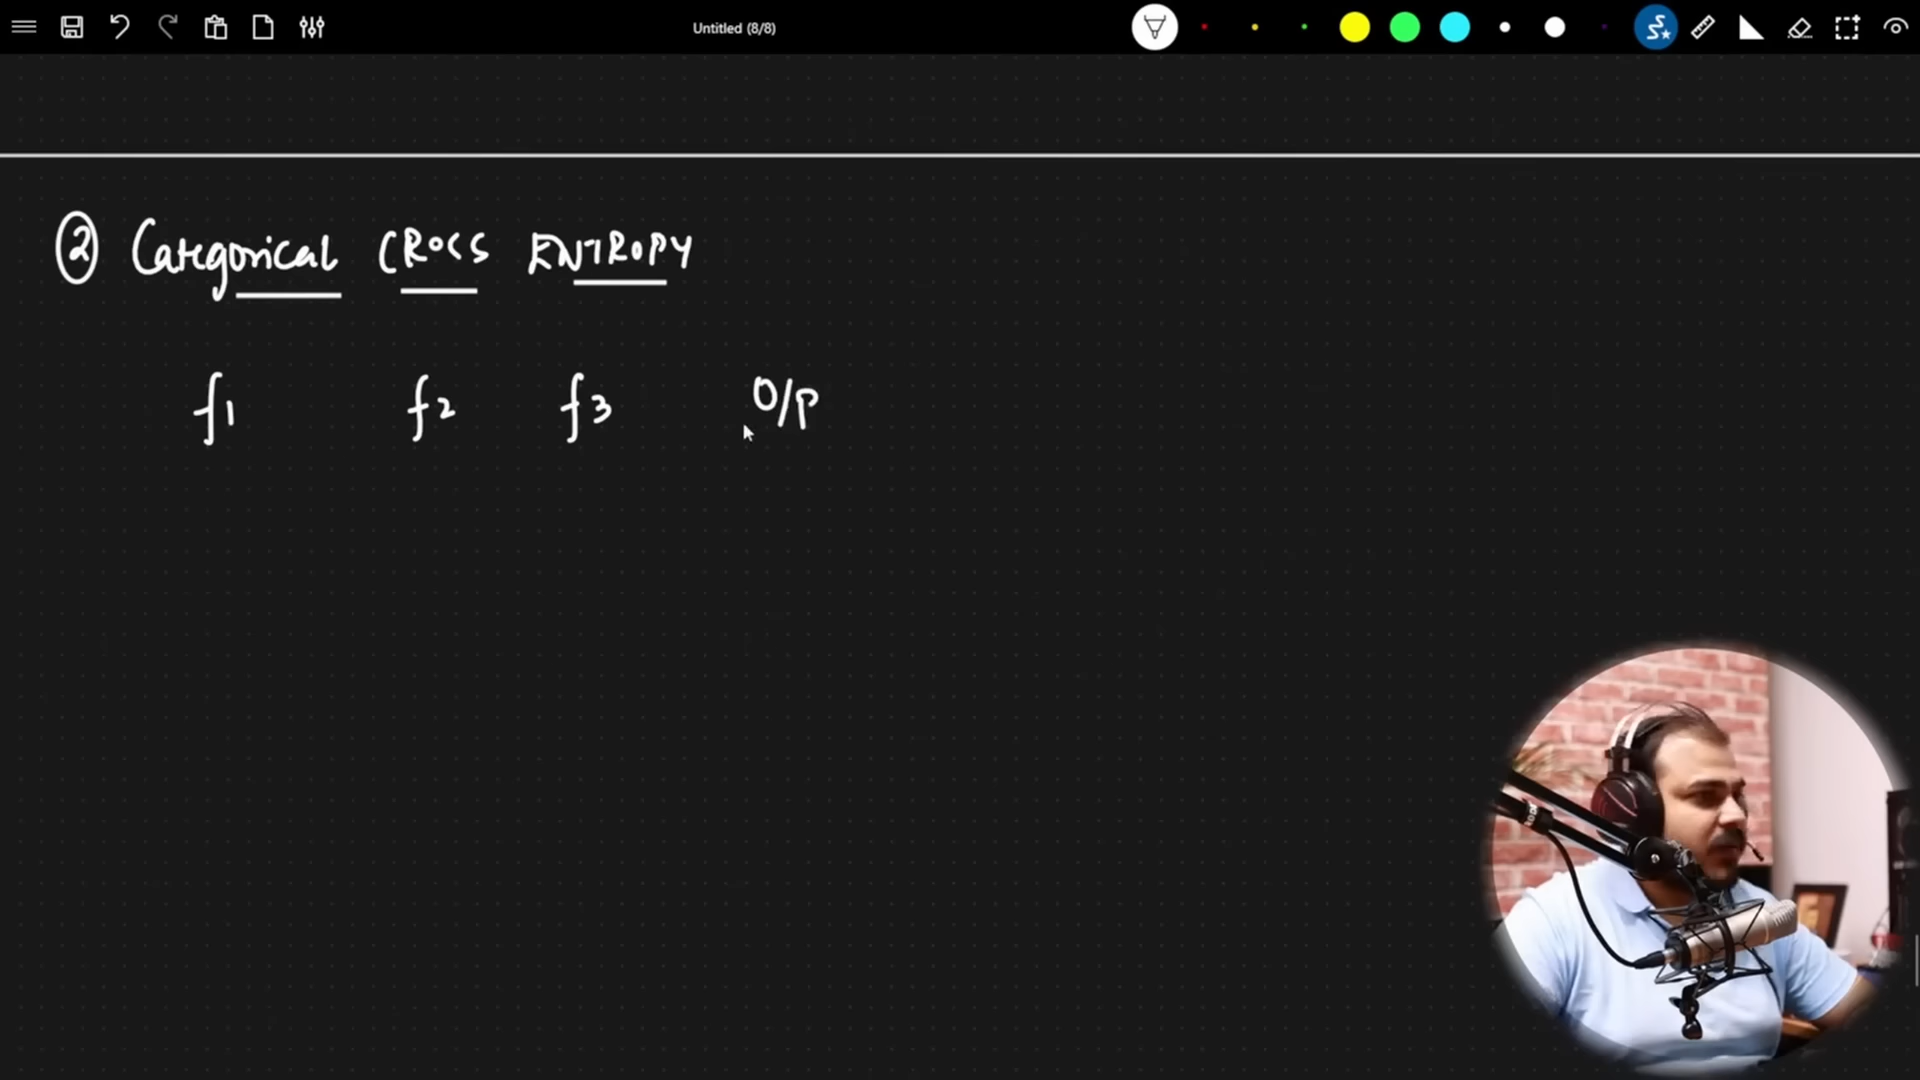 Untitled (8/8)
② Categorical CROSS ENTROPY
f1 f2 f3 O/P